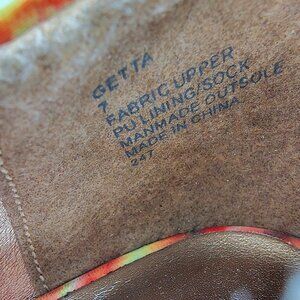 GETTA
7
FABRIC UPPER
PU LINING/SOCK
MANMADE OUTSOLE
MADE IN CHINA
247